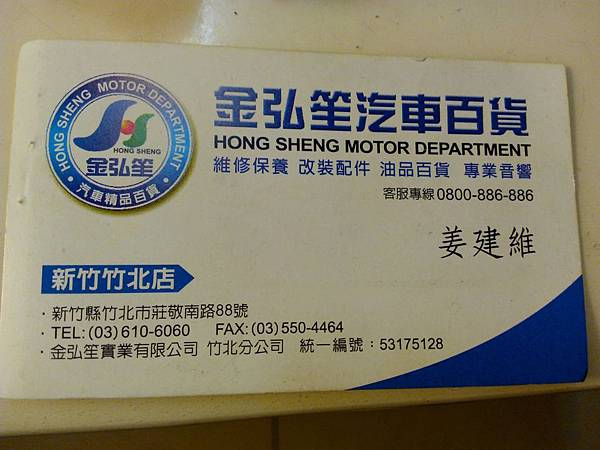 HONG SHENG MOTOR DEPARTMENT
HONG SHENG
金弘笙
・汽車精品百貨・
金弘笙汽車百貨
HONG SHENG MOTOR DEPARTMENT
維修保養 改裝配件 油品百貨 專業音響
客服專線0800-886-886
姜建維
新竹竹北店
・新竹縣竹北市莊敬南路88號
・TEL:(03)610-6060 FAX:(03)550-4464
・金弘笙實業有限公司 竹北分公司 統一編號：53175128